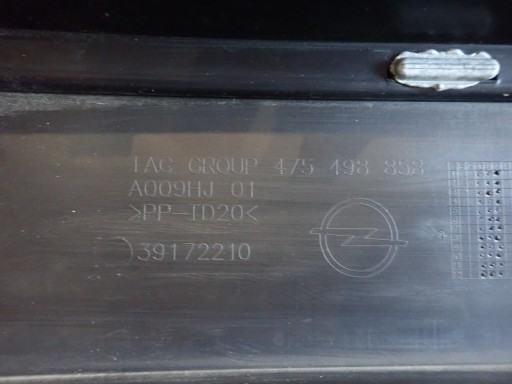 IAC GROUP 475 498 858
A009HJ 01
>PP-TD20<
39172210